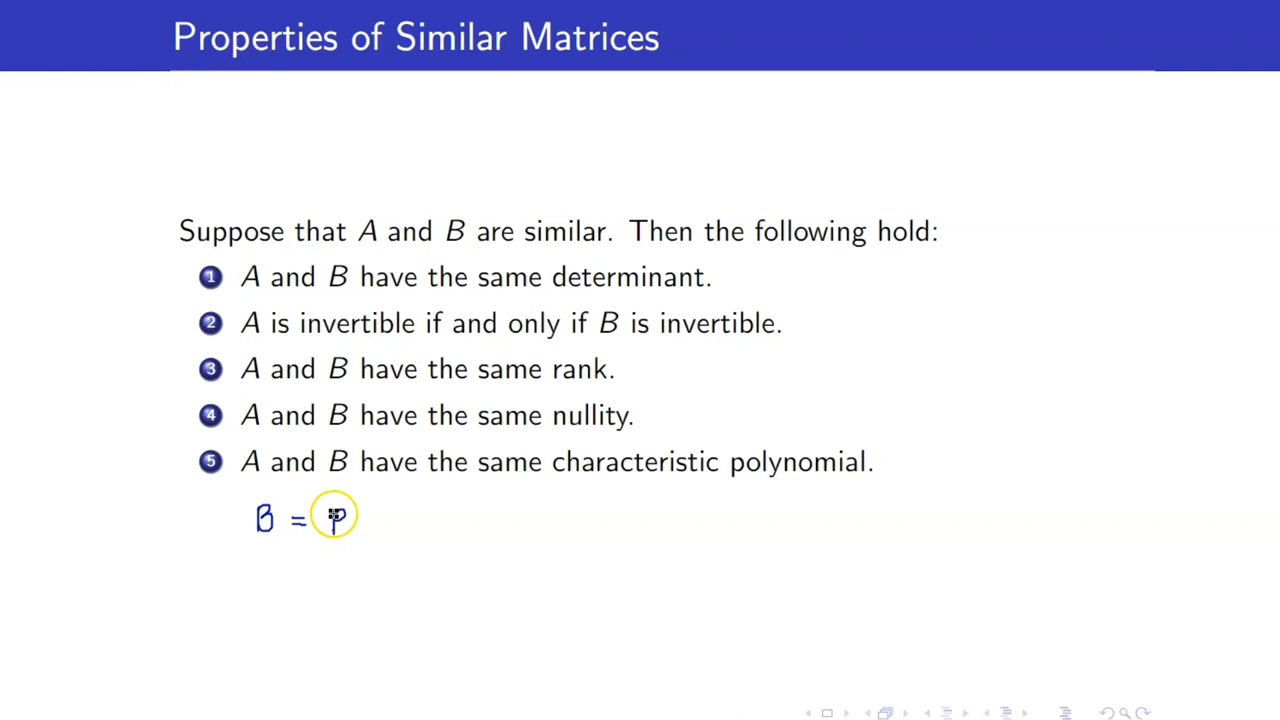 Properties of Similar Matrices
Suppose that A and B are similar. Then the following hold:
1 A and B have the same determinant.
2 A is invertible if and only if B is invertible.
3 A and B have the same rank.
4 A and B have the same nullity.
5 A and B have the same characteristic polynomial.
B = P